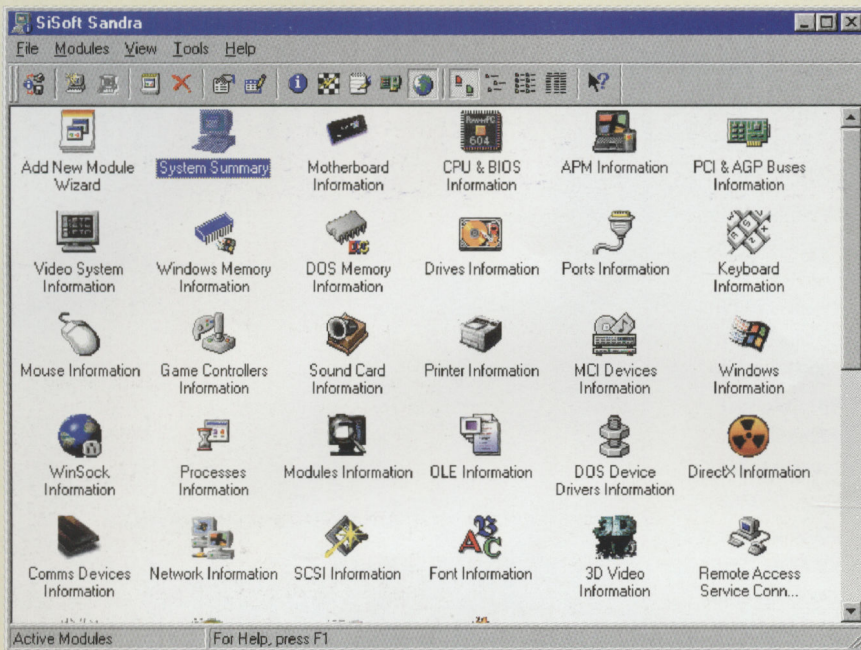 SiSoft Sandra
File Modules View Tools Help
Add New Module Wizard
System Summary
Motherboard Information
PowerPC 604
CPU & BIOS Information
APM Information
PCI & AGP Buses Information
Video System Information
Windows Memory Information
DOS
DOS Memory Information
Drives Information
Ports Information
Keyboard Information
Mouse Information
Game Controllers Information
Sound Card Information
Printer Information
MCI Devices Information
Windows Information
WinSock Information
Processes Information
Modules Information
OLE Information
DOS Device Drivers Information
DirectX Information
Comms Devices Information
Network Information
SCSI Information
Font Information
3D
3D Video Information
Remote Access Service Conn...
Active Modules
For Help, press F1